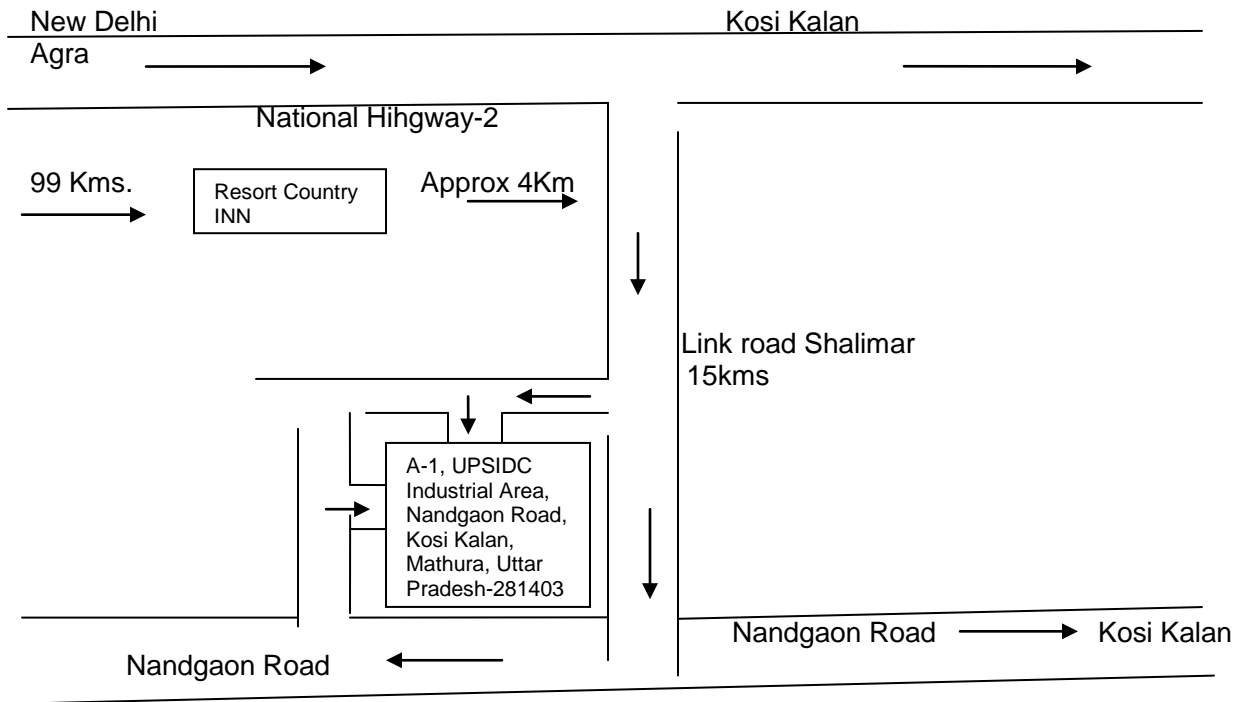 New Delhi
Kosi Kalan
Agra
National Hihgway-2
99 Kms.
Resort Country
INN
Approx 4Km
Link road Shalimar
15kms
A-1, UPSIDC
Industrial Area,
Nandgaon Road,
Kosi Kalan,
Mathura, Uttar
Pradesh-281403
Nandgaon Road
Kosi Kalan
Nandgaon Road